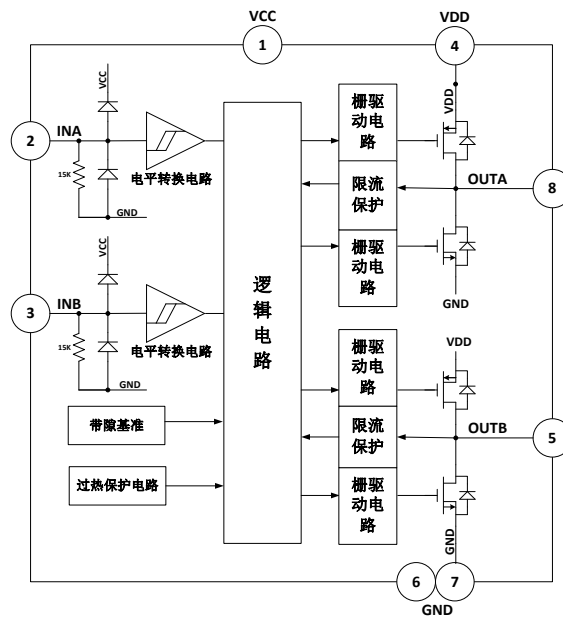 VCC
VDD
1
4
VCC
VDD
栅驱
动电
路
2
INA
15K
电平转换电路
GND
限流
保护
OUTA
8
栅驱
动电
路
GND
VCC
3
INB
15K
电平转换电路
GND
逻
辑
电
路
VDD
栅驱
动电
路
带隙基准
限流
保护
OUTB
5
过热保护电路
栅驱
动电
路
GND
6
7
GND